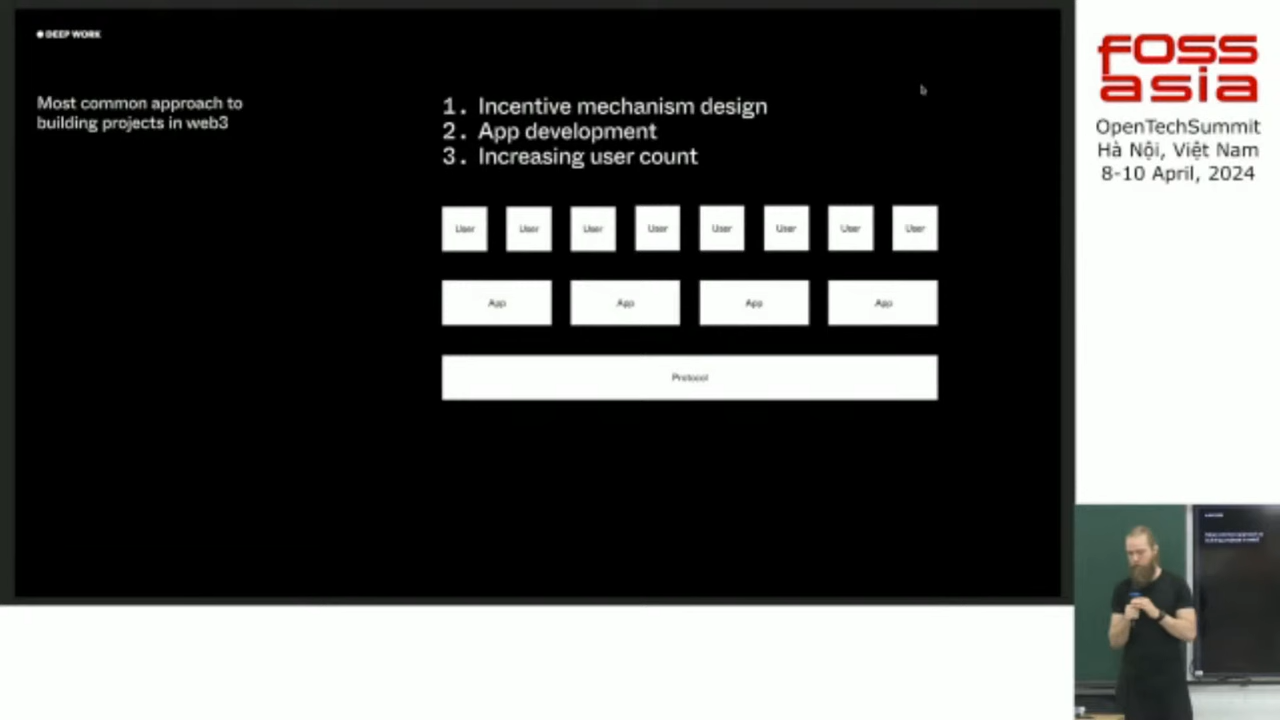 DEEP WORK
Most common approach to
building projects in web3
1. Incentive mechanism design
2. App development
3. Increasing user count
User User User User User User User User
App App App App
Protocol
FOSS
asia
OpenTechSummit
Hà Nội, Việt Nam
8-10 April, 2024